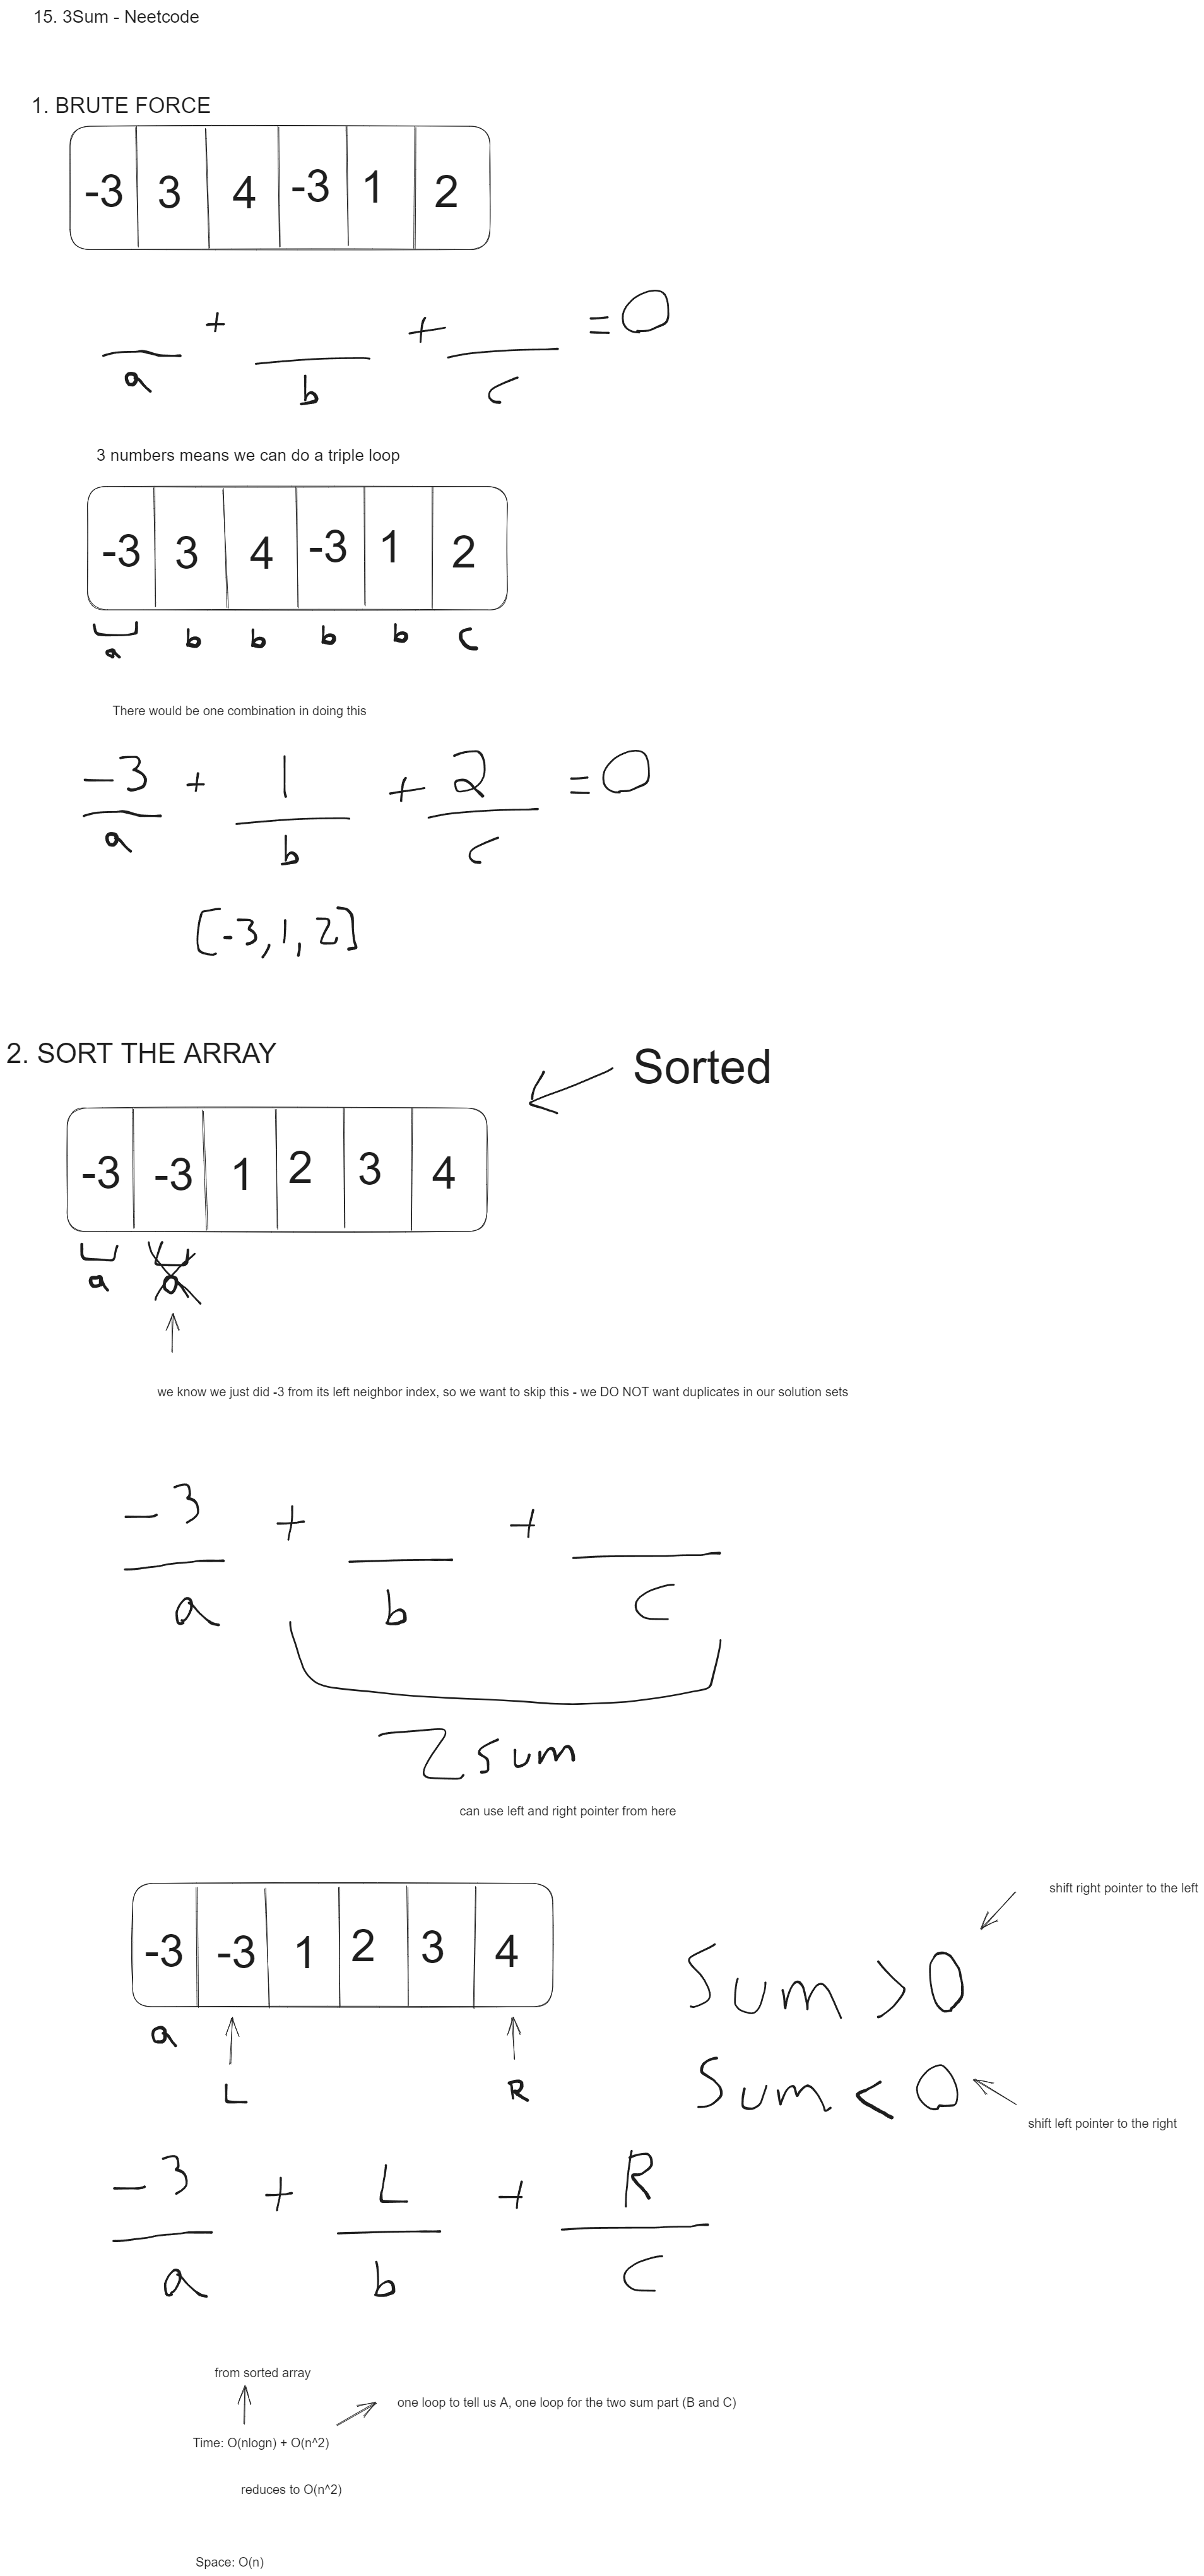 15. 3Sum - Neetcode
1. BRUTE FORCE
-3 3 4 -3 1 2
+ + = 0
a b c
3 numbers means we can do a triple loop
-3 3 4 -3 1 2
a b b b b c
There would be one combination in doing this
-3 + 1 + 2 = 0
a b c
[-3, 1, 2]
2. SORT THE ARRAY
Sorted
-3 -3 1 2 3 4
a a
we know we just did -3 from its left neighbor index, so we want to skip this - we DO NOT want duplicates in our solution sets
-3 + +
a b c
2 sum
can use left and right pointer from here
shift right pointer to the left
-3 -3 1 2 3 4
Sum > 0
a
L R
Sum < 0
shift left pointer to the right
-3 + L + R
a b c
from sorted array
one loop to tell us A, one loop for the two sum part (B and C)
Time: O(nlogn) + O(n^2)
reduces to O(n^2)
Space: O(n)